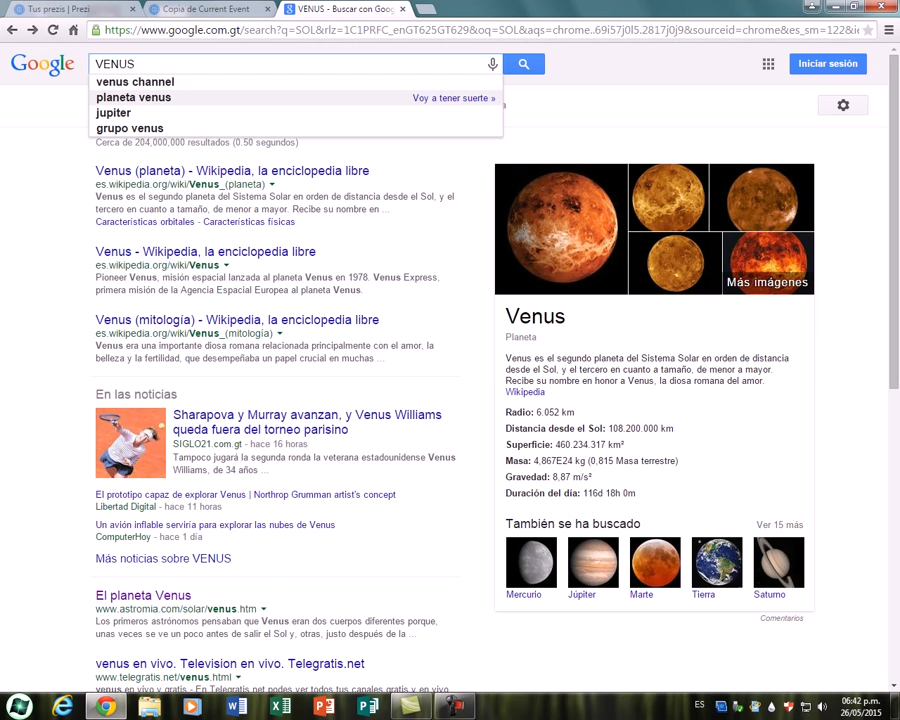 Tus prezis | Prezi
Copia de Current Event
VENUS - Buscar con Goog
https://www.google.com.gt/search?q=SOL&rlz=1C1PRFC_enGT625GT629&oq=SOL&aqs=chrome..69i57j0l5.2817j0j9&sourceid=chrome&es_sm=122&i
Google
VENUS
Iniciar sesión
venus channel
planeta venus
Voy a tener suerte »
jupiter
grupo venus
Cerca de 204,000,000 resultados (0.50 segundos)
Venus (planeta) - Wikipedia, la enciclopedia libre
es.wikipedia.org/wiki/Venus_(planeta)
Venus es el segundo planeta del Sistema Solar en orden de distancia desde el Sol, y el
tercero en cuanto a tamaño, de menor a mayor. Recibe su nombre en ...
Características orbitales - Características físicas
Venus - Wikipedia, la enciclopedia libre
es.wikipedia.org/wiki/Venus
Pioneer Venus, misión espacial lanzada al planeta Venus en 1978. Venus Express,
primera misión de la Agencia Espacial Europea al planeta Venus.
Venus (mitología) - Wikipedia, la enciclopedia libre
es.wikipedia.org/wiki/Venus_(mitología)
Venus era una importante diosa romana relacionada principalmente con el amor, la
belleza y la fertilidad, que desempeñaba un papel crucial en muchas ...
En las noticias
Sharapova y Murray avanzan, y Venus Williams
queda fuera del torneo parisino
SIGLO21.com.gt - hace 16 horas
Tampoco jugará la segunda ronda la veterana estadounidense Venus
Williams, de 34 años ...
El prototipo capaz de explorar Venus | Northrop Grumman artist's concept
Libertad Digital - hace 11 horas
Un avión inflable serviría para explorar las nubes de Venus
ComputerHoy - hace 1 día
Más noticias sobre VENUS
El planeta Venus
www.astromia.com/solar/venus.htm
Los primeros astrónomos pensaban que Venus eran dos cuerpos diferentes porque,
unas veces se ve un poco antes de salir el Sol y, otras, justo después de la ...
venus en vivo. Television en vivo. Telegratis.net
www.telegratis.net/venus.html
venus en vivo y gratis - En Telegratis.net podes ver todos tus canales gratis y en vivo
Más imágenes
Venus
Planeta
Venus es el segundo planeta del Sistema Solar en orden de distancia
desde el Sol, y el tercero en cuanto a tamaño, de menor a mayor.
Recibe su nombre en honor a Venus, la diosa romana del amor.
Wikipedia
Radio: 6.052 km
Distancia desde el Sol: 108.200.000 km
Superficie: 460.234.317 km²
Masa: 4,867E24 kg (0,815 Masa terrestre)
Gravedad: 8,87 m/s²
Duración del día: 116d 18h 0m
También se ha buscado
Ver 15 más
Mercurio
Júpiter
Marte
Tierra
Saturno
Comentarios
ES
06:42 p.m.
26/05/2015